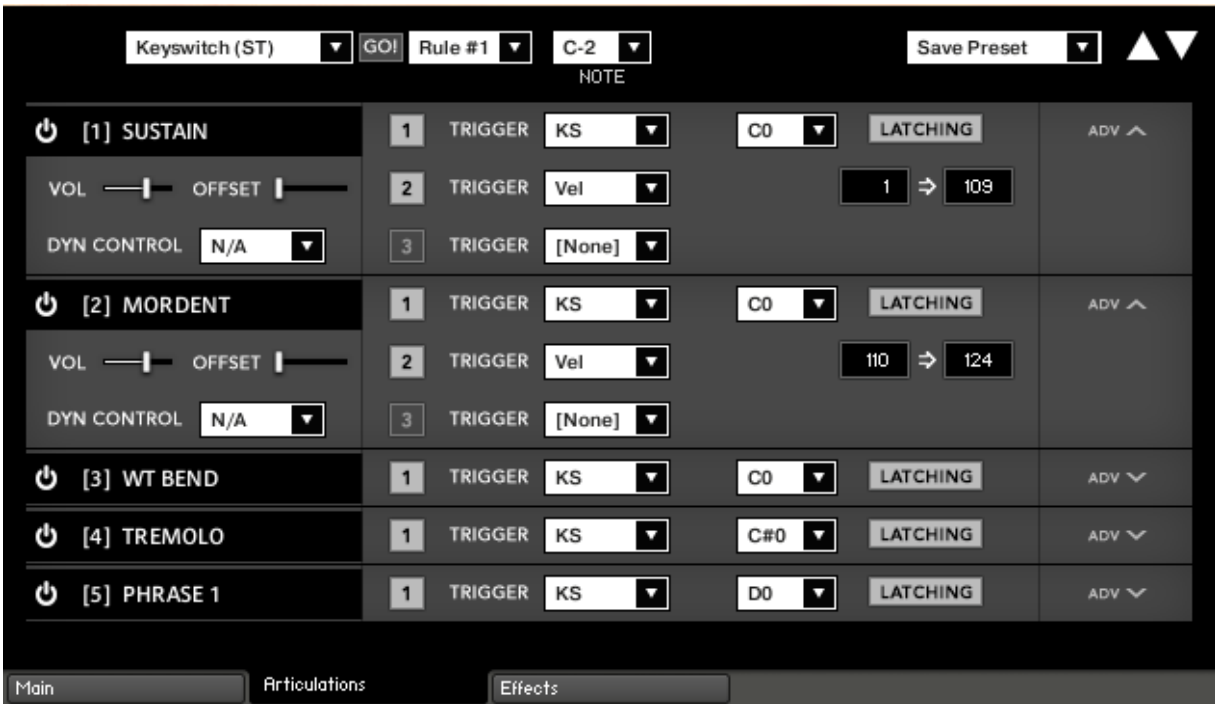 Keyswitch (ST) GO! Rule #1 C-2 Save Preset
NOTE
[1] SUSTAIN 1 TRIGGER KS C0 LATCHING ADV
VOL OFFSET 2 TRIGGER Vel 1 109
DYN CONTROL N/A 3 TRIGGER [None]
[2] MORDENT 1 TRIGGER KS C0 LATCHING ADV
VOL OFFSET 2 TRIGGER Vel 110 124
DYN CONTROL N/A 3 TRIGGER [None]
[3] WT BEND 1 TRIGGER KS C0 LATCHING ADV
[4] TREMOLO 1 TRIGGER KS C#0 LATCHING ADV
[5] PHRASE 1 1 TRIGGER KS D0 LATCHING ADV
Main Articulations Effects